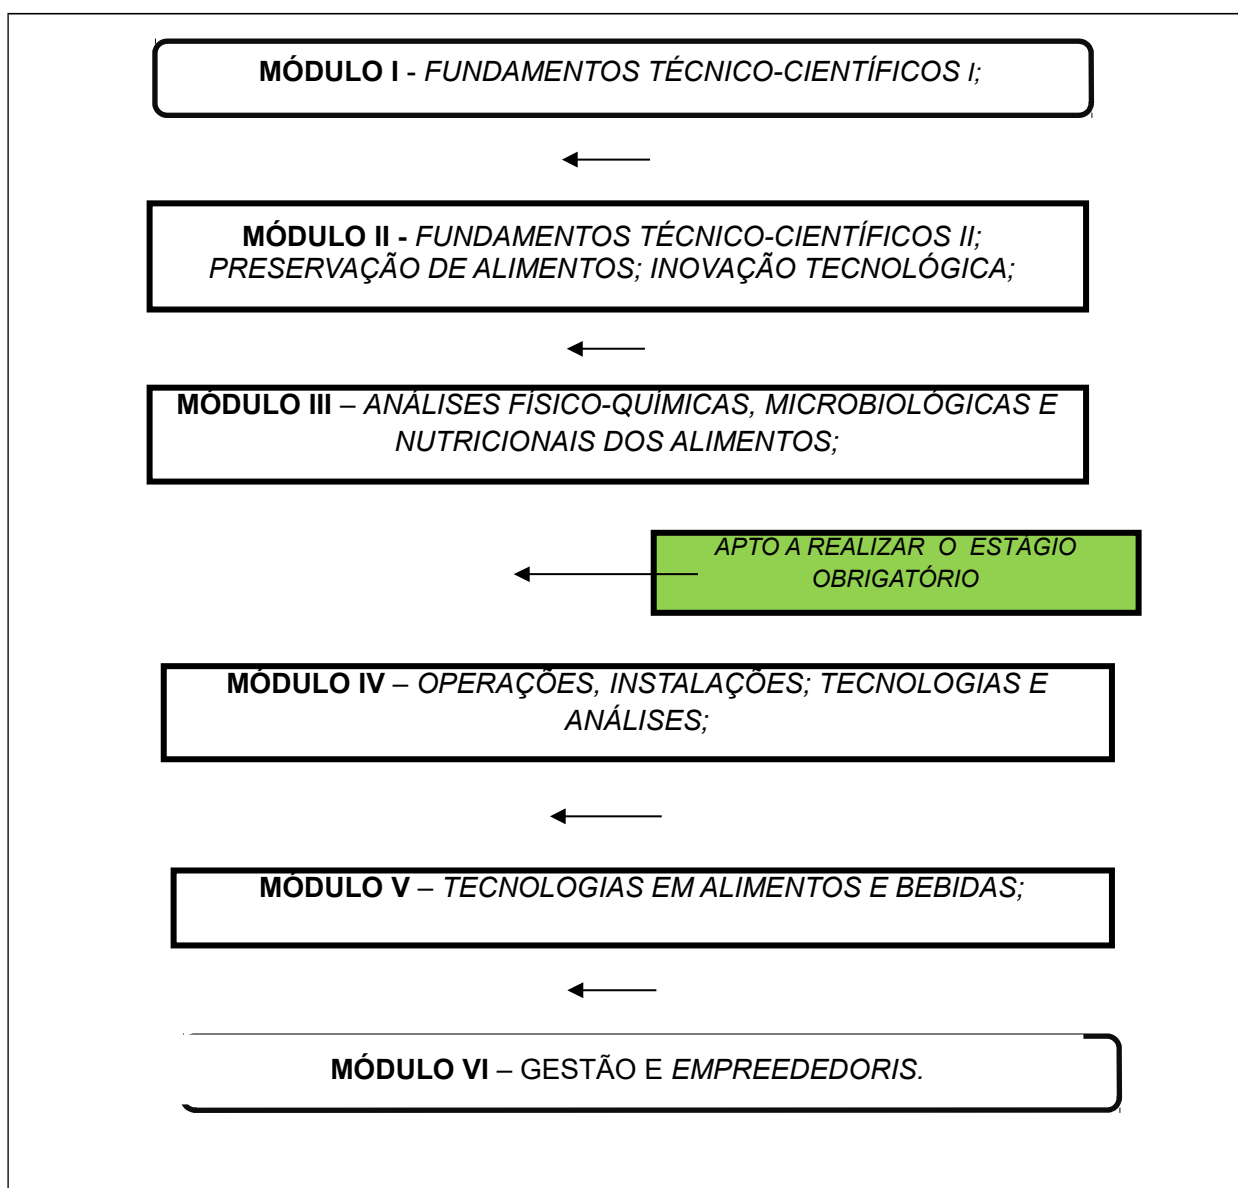 MÓDULO I - FUNDAMENTOS TÉCNICO-CIENTÍFICOS I;
MÓDULO II - FUNDAMENTOS TÉCNICO-CIENTÍFICOS II;
PRESERVAÇÃO DE ALIMENTOS; INOVAÇÃO TECNOLÓGICA;
MÓDULO III – ANÁLISES FÍSICO-QUÍMICAS, MICROBIOLÓGICAS E
NUTRICIONAIS DOS ALIMENTOS;
APTO A REALIZAR O ESTÁGIO
OBRIGATÓRIO
MÓDULO IV – OPERAÇÕES, INSTALAÇÕES; TECNOLOGIAS E
ANÁLISES;
MÓDULO V – TECNOLOGIAS EM ALIMENTOS E BEBIDAS;
MÓDULO VI – GESTÃO E EMPREEDEDORIS.